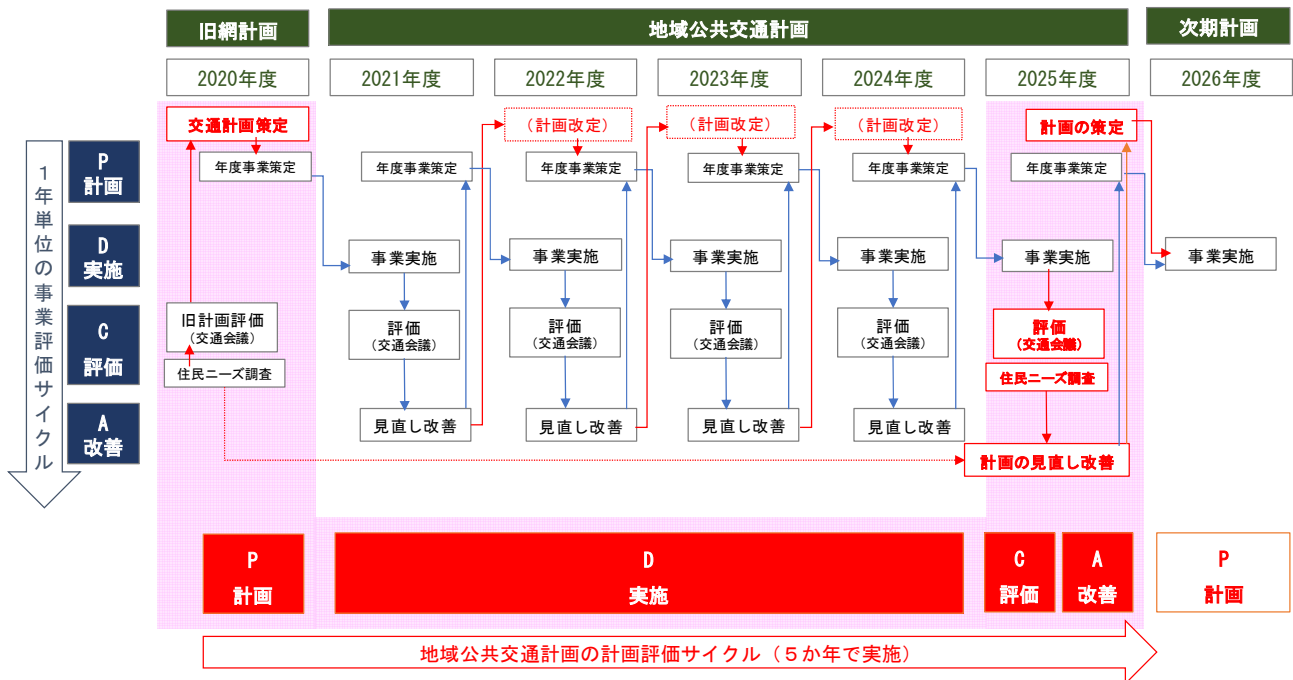 旧網計画
地域公共交通計画
次期計画
2020年度
2021年度
2022年度
2023年度
2024年度
2025年度
2026年度
交通計画策定
(計画改定)
(計画改定)
(計画改定)
計画の策定
年度事業策定
年度事業策定
年度事業策定
年度事業策定
年度事業策定
年度事業策定
1年単位の事業評価サイクル
P
計画
D
実施
C
評価
A
改善
事業実施
事業実施
事業実施
事業実施
事業実施
事業実施
旧計画評価
(交通会議)
評価
(交通会議)
評価
(交通会議)
評価
(交通会議)
評価
(交通会議)
評価
(交通会議)
住民ニーズ調査
住民ニーズ調査
見直し改善
見直し改善
見直し改善
見直し改善
計画の見直し改善
P
計画
D
実施
C
評価
A
改善
P
計画
地域公共交通計画の計画評価サイクル（５か年で実施）